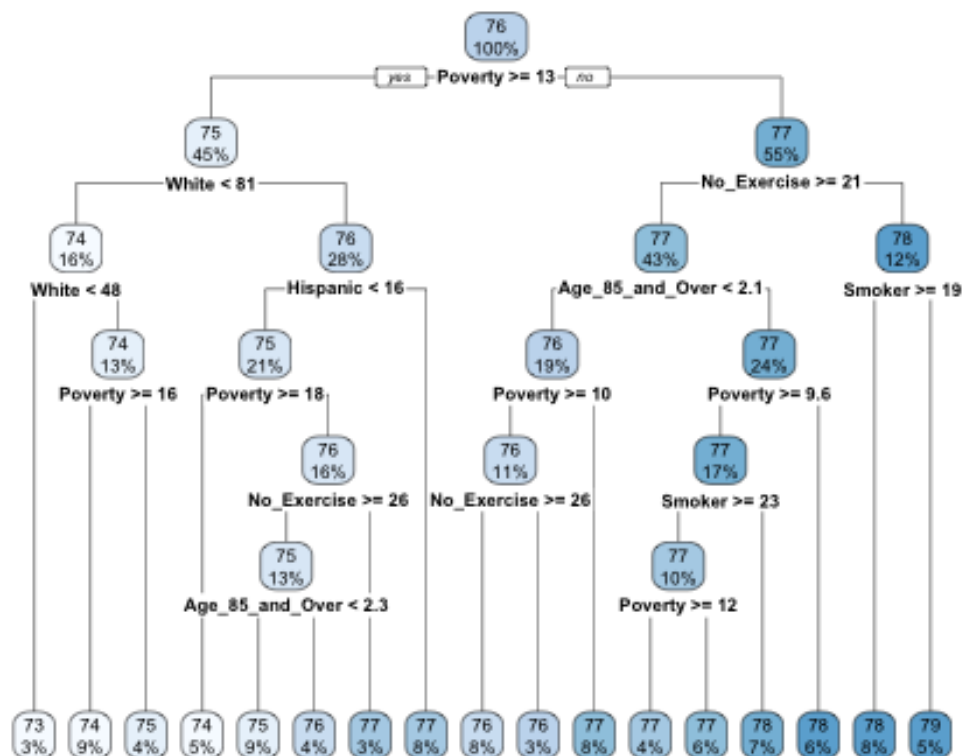 76
100%
yes Poverty >= 13 no
75 77
45% 55%
White < 81 No_Exercise >= 21
74 76 77 78
16% 28% 43% 12%
White < 48 Hispanic < 16 Age_85_and_Over < 2.1 Smoker >= 19
74 75 76 77
13% 21% 19% 24%
Poverty >= 16 Poverty >= 18 Poverty >= 10 Poverty >= 9.6
76 76 77
16% 11% 17%
No_Exercise >= 26 No_Exercise >= 26 Smoker >= 23
75 77
13% 10%
Age_85_and_Over < 2.3 Poverty >= 12
73 74 75 74 75 76 77 77 76 76 77 77 77 78 78 78 79
3% 9% 4% 5% 9% 4% 3% 8% 8% 3% 8% 4% 6% 7% 6% 8% 5%